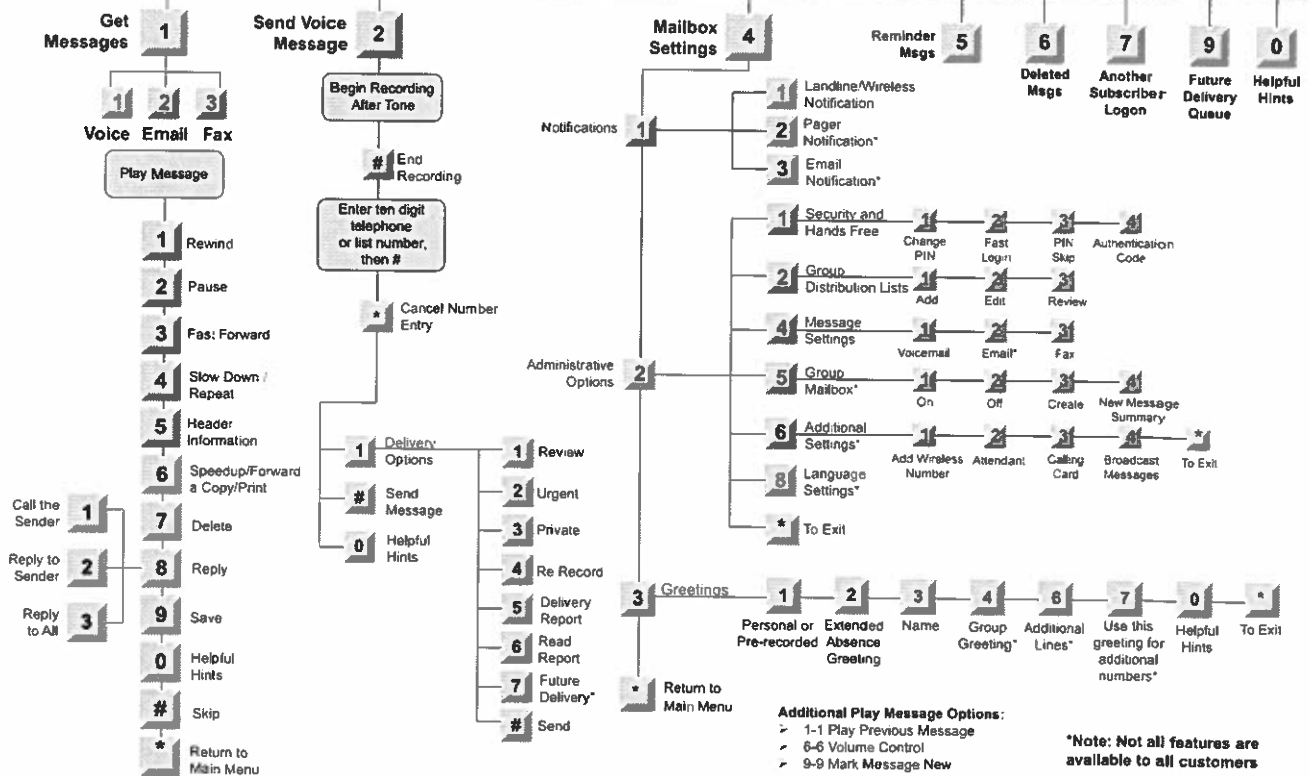 Get
Messages
1
1
2
3
Voice Email Fax
Play Message
1
Rewind
2
Pause
3
Fast Forward
4
Slow Down /
Repeat
5
Header
Information
6
Speedup/Forward
a Copy/Print
7
Delete
8
Reply
Call the
Sender
1
Reply to
Sender
2
Reply
to All
3
9
Save
0
Helpful
Hints
#
Skip
*
Return to
Main Menu
Send Voice
Message
2
Begin Recording
After Tone
#
End
Recording
Enter ten digit
telephone
or list number,
then #
*
Cancel Number
Entry
1
Delivery
Options
#
Send
Message
0
Helpful
Hints
1
Review
2
Urgent
3
Private
4
Re Record
5
Delivery
Report
6
Read
Report
7
Future
Delivery*
#
Send
Mailbox
Settings
4
Notifications
1
1
Landline/Wireless
Notification
2
Pager
Notification*
3
Email
Notification*
Administrative
Options
2
1
Security and
Hands Free
1
Change
PIN
2
Fast
Login
3
PIN
Skip
4
Authentication
Code
2
Group
Distribution Lists
1
Add
2
Edit
3
Review
4
Message
Settings
1
Voicemail
2
Email*
3
Fax
5
Group
Mailbox*
1
On
2
Off
3
Create
4
New Message
Summary
6
Additional
Settings*
1
Add Wireless
Number
2
Attendant
3
Calling
Card
4
Broadcast
Messages
*
To Exit
8
Language
Settings*
*
To Exit
3
Greetings
1
Personal or
Pre-recorded
2
Extended
Absence
Greeting
3
Name
4
Group
Greeting*
6
Additional
Lines*
7
Use this
greeting for
additional
numbers*
0
Helpful
Hints
*
To Exit
*
Return to
Main Menu
Reminder
Msgs
5
6
Deleted
Msgs
7
Another
Subscriber
Logon
9
Future
Delivery
Queue
0
Helpful
Hints
Additional Play Message Options:
➢ 1-1 Play Previous Message
➢ 6-6 Volume Control
➢ 9-9 Mark Message New
*Note: Not all features are
available to all customers